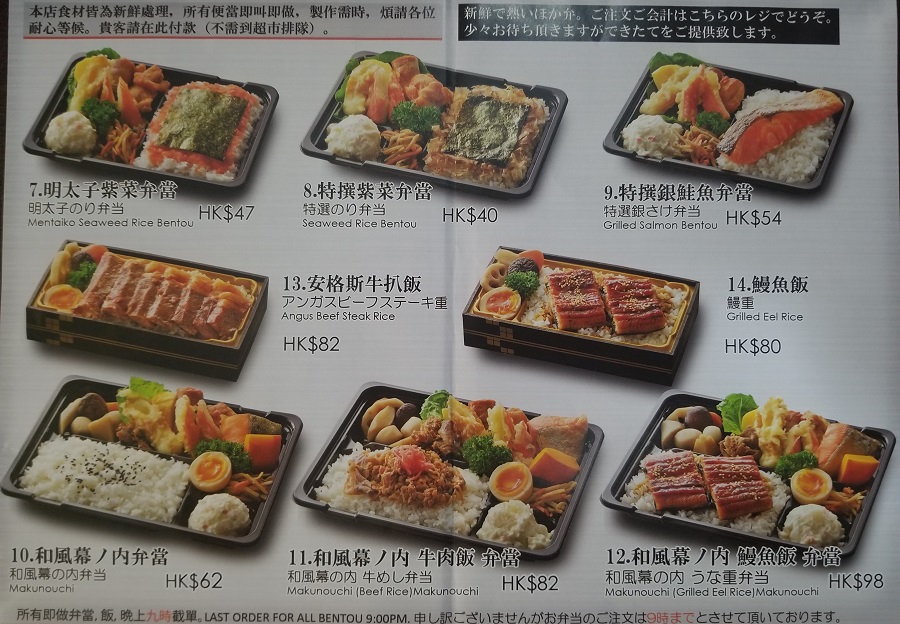 本店食材皆為新鮮處理，所有便當即叫即做，製作需時，煩請各位
耐心等候。貴客請在此付款（不需到超市排隊）。
新鮮で熱いほか弁。ご注文ご会計はこちらのレジでどうぞ。
少々お待ち頂きますができたてをご提供致します。
7.明太子紫菜弁當
明太子のり弁当
Mentaiko Seaweed Rice Bentou
HK$47
8.特撰紫菜弁當
特選のり弁当
Seaweed Rice Bentou
HK$40
9.特撰銀鮭魚弁當
特選銀さけ弁当
Grilled Salmon Bentou
HK$54
13.安格斯牛扒飯
アンガスビーフステーキ重
Angus Beef Steak Rice
HK$82
14.鰻魚飯
鰻重
Grilled Eel Rice
HK$80
10.和風幕ノ内弁當
和風幕の内弁当
Makunouchi
HK$62
11.和風幕ノ内 牛肉飯 弁當
和風幕の内 牛めし弁当
Makunouchi (Beef Rice)Makunouchi
HK$82
12.和風幕ノ内 鰻魚飯 弁當
和風幕の内 うな重弁当
Makunouchi (Grilled Eel Rice)Makunouchi
HK$98
所有即做弁當, 飯, 晚上九時截單. LAST ORDER FOR ALL BENTOU 9:00PM. 申し訳ございませんがお弁当のご注文は9時までとさせて頂いております。